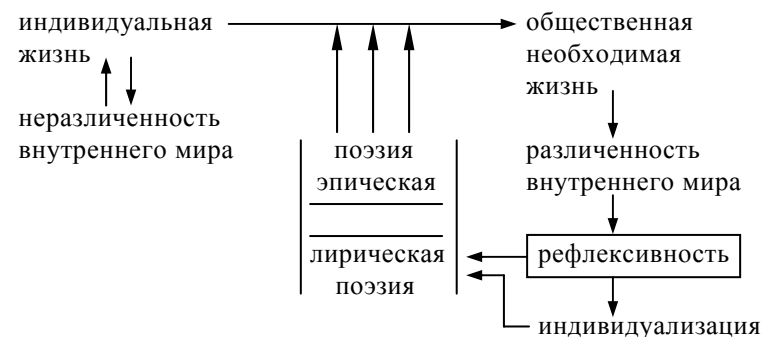 индивидуальная
жизнь
неразличенность
внутреннего мира
поэзия
эпическая
лирическая
поэзия
общественная
необходимая
жизнь
различенность
внутреннего мира
рефлексивность
индивидуализация